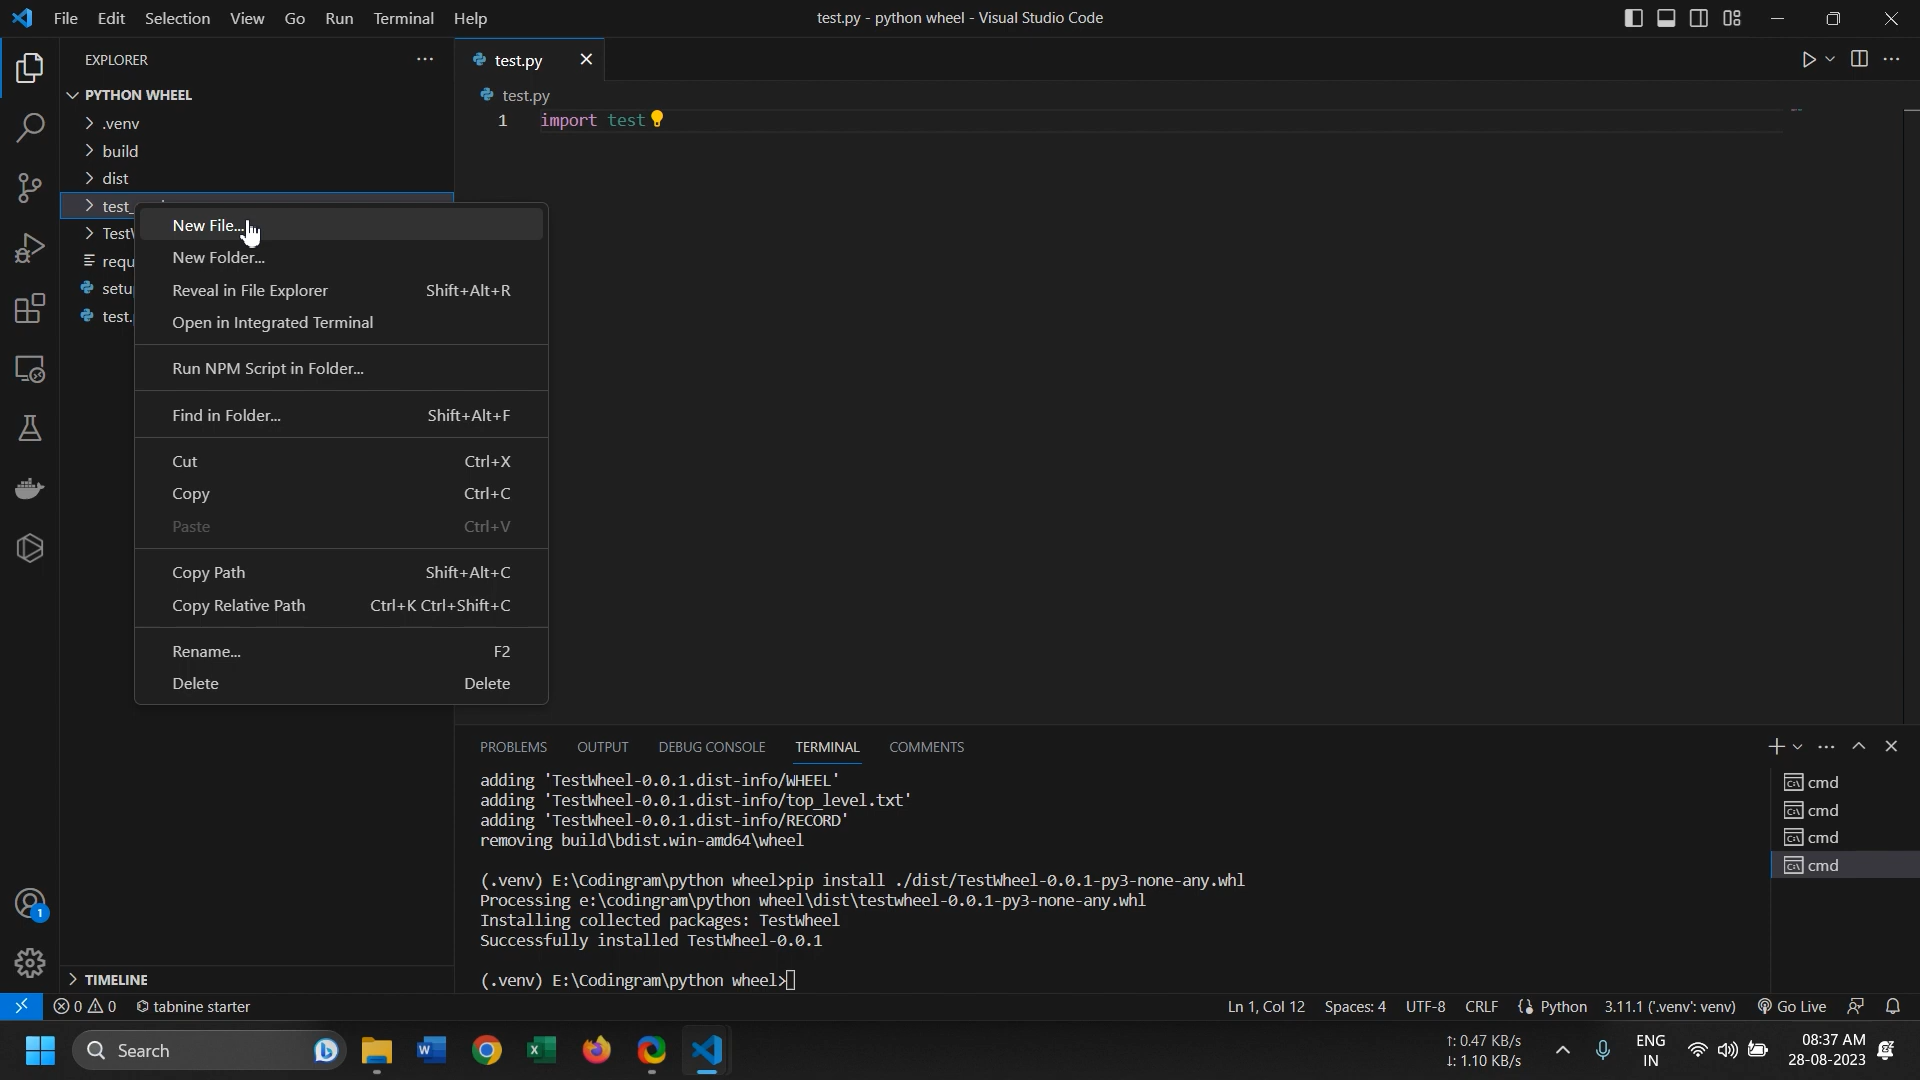 File Edit Selection View Go Run Terminal Help
test.py - python wheel - Visual Studio Code
EXPLORER
PYTHON WHEEL
.venv
build
dist
test_
Test
requ
setu
test.
test.py
test.py
1 import test
New File...
New Folder...
Reveal in File Explorer Shift+Alt+R
Open in Integrated Terminal
Run NPM Script in Folder...
Find in Folder... Shift+Alt+F
Cut Ctrl+X
Copy Ctrl+C
Paste Ctrl+V
Copy Path Shift+Alt+C
Copy Relative Path Ctrl+K Ctrl+Shift+C
Rename... F2
Delete Delete
PROBLEMS OUTPUT DEBUG CONSOLE TERMINAL COMMENTS
adding 'TestWheel-0.0.1.dist-info/WHEEL'
adding 'TestWheel-0.0.1.dist-info/top_level.txt'
adding 'TestWheel-0.0.1.dist-info/RECORD'
removing build\bdist.win-amd64\wheel
(.venv) E:\Codingram\python wheel>pip install ./dist/TestWheel-0.0.1-py3-none-any.whl
Processing e:\codingram\python wheel\dist\testwheel-0.0.1-py3-none-any.whl
Installing collected packages: TestWheel
Successfully installed TestWheel-0.0.1
(.venv) E:\Codingram\python wheel>
cmd
cmd
cmd
cmd
1
TIMELINE
0 0 tabnine starter
Ln 1, Col 12 Spaces: 4 UTF-8 CRLF Python 3.11.1 ('.venv': venv) Go Live
Search
↑: 0.47 KB/s
↓: 1.10 KB/s
ENG
IN
08:37 AM
28-08-2023